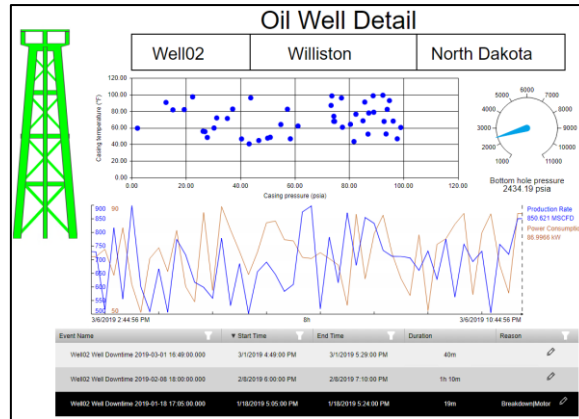 Oil Well Detail
Well02 Williston North Dakota
120.00
100.00
80.00
60.00
40.00
20.00
0.00
0.00 20.00 40.00 60.00 80.00 100.00 120.00
Casing temperature (°F)
Casing pressure (psia)
6000
5000 7000
4000 8000
3000 9000
2000 10000
1000 11000
Bottom hole pressure
2434.19 psia
900 90
850
800
750
700
650
600
550
500 50
3/6/2019 2:44:56 PM 8h 3/6/2019 10:44:56 PM
Production Rate
850.621 MSCFD
Power Consumptio
86.9966 kW
Event Name Start Time End Time Duration Reason
Well02 Well Downtime 2019-03-01 16:49:00.000 3/1/2019 4:49:00 PM 3/1/2019 5:29:00 PM 40m
Well02 Well Downtime 2019-02-08 18:00:00.000 2/8/2019 6:00:00 PM 2/8/2019 7:10:00 PM 1h 10m
Well02 Well Downtime 2019-01-18 17:05:00.000 1/18/2019 5:05:00 PM 1/18/2019 5:24:00 PM 19m Breakdown|Motor